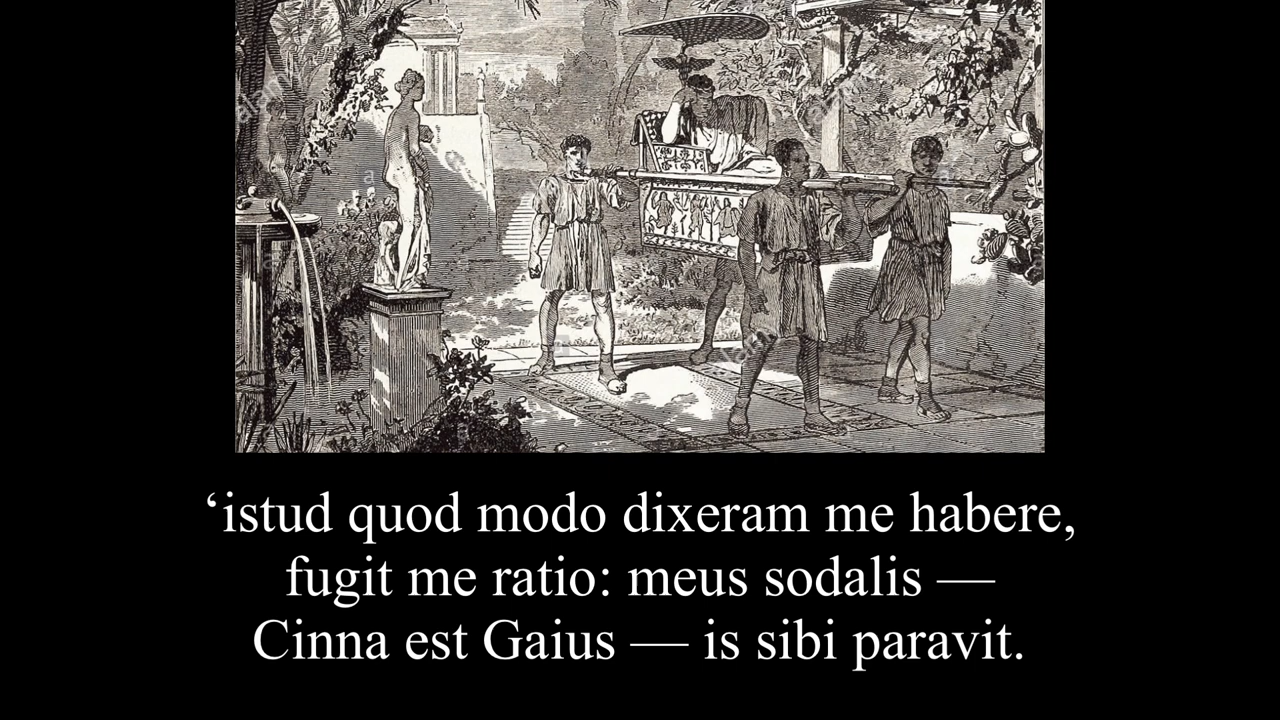 ‘istud quod modo dixeram me habere,
fugit me ratio: meus sodalis —
Cinna est Gaius — is sibi paravit.